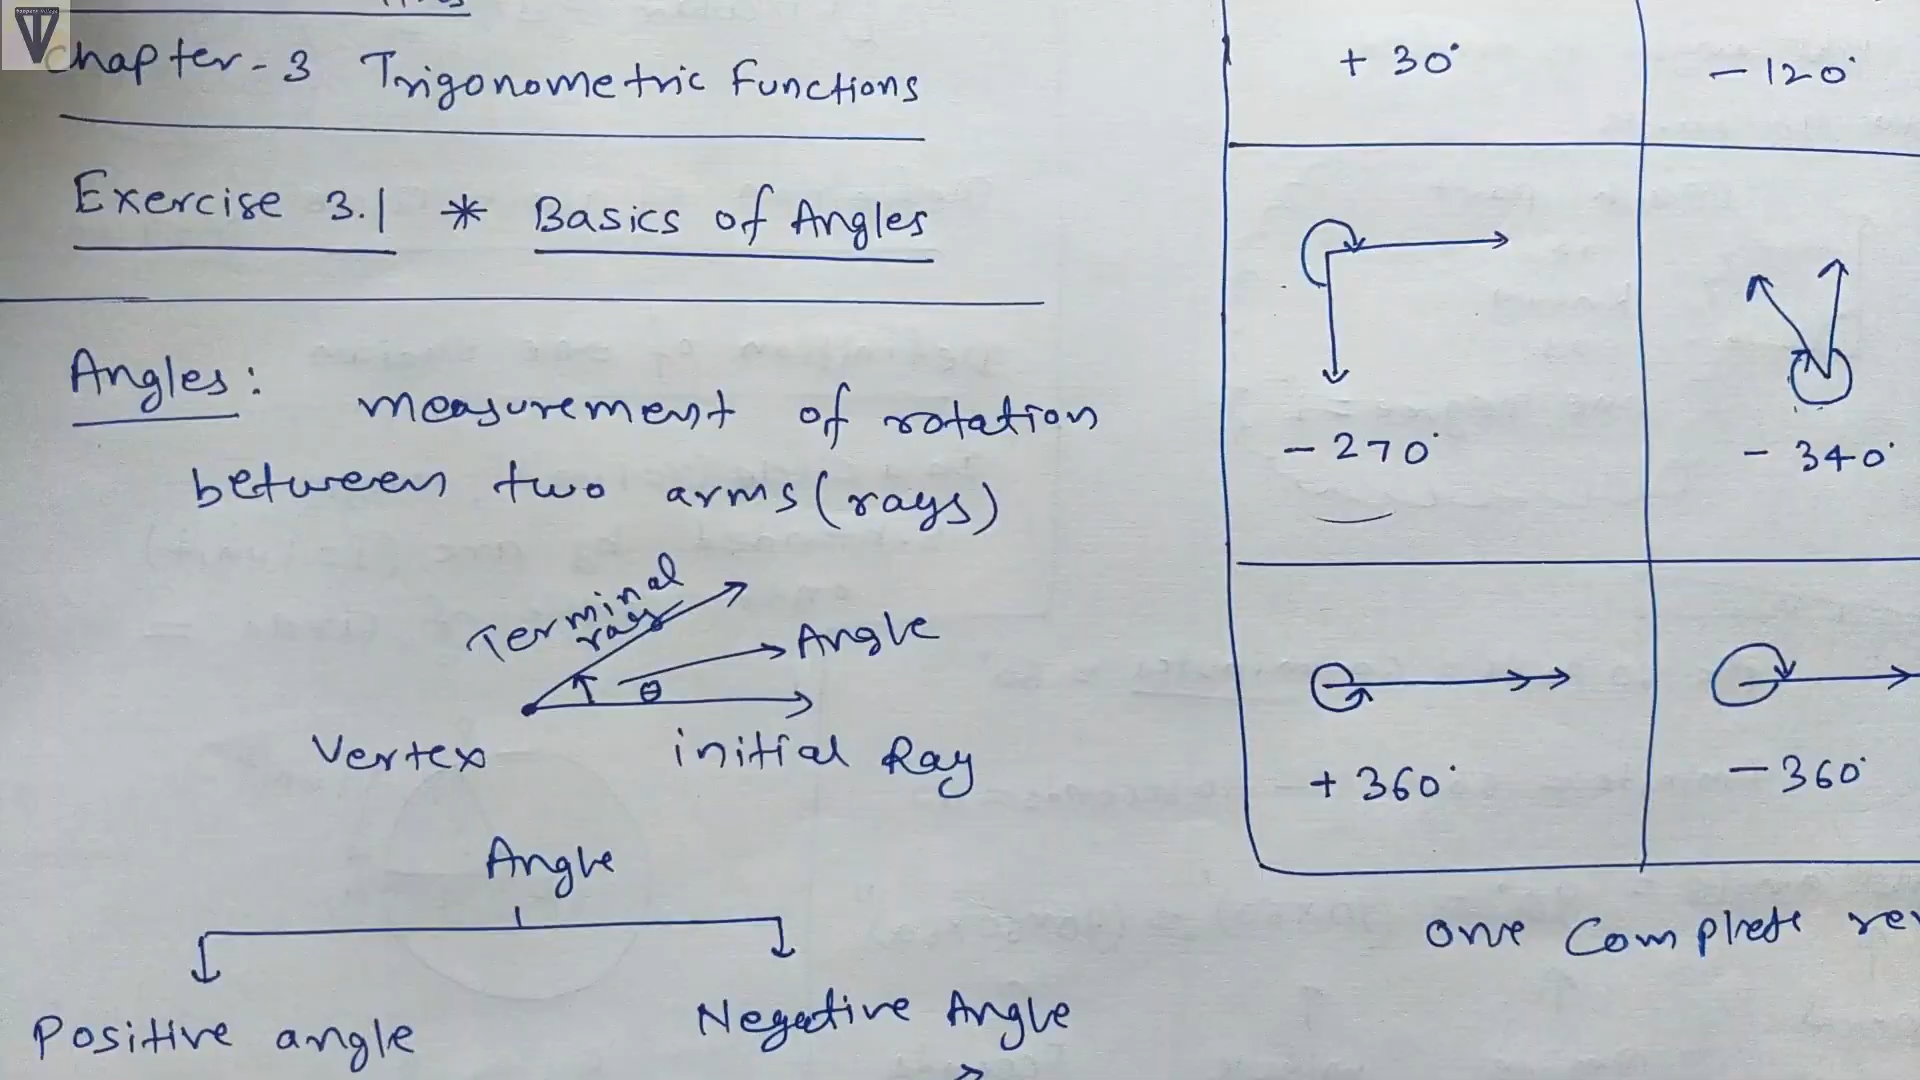 Chapter-3 Trigonometric Functions
Exercise 3.1 * Basics of Angles
Angles: measurement of rotation
between two arms (rays)
Terminal
ray
Angle
θ
Vertex
initial Ray
Angle
Positive angle
Negative Angle
+ 30°
- 120°
- 270°
- 340°
+ 360°
- 360°
one Complete